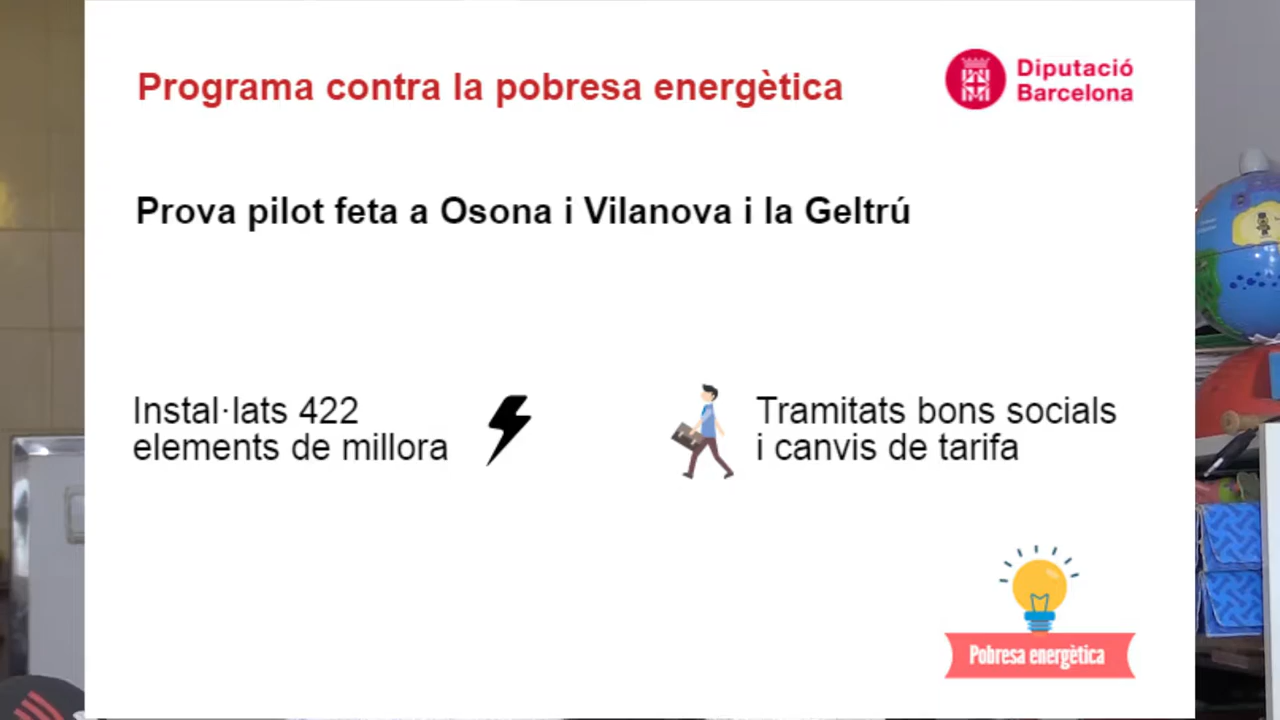 Programa contra la pobresa energètica
Diputació
Barcelona
Prova pilot feta a Osona i Vilanova i la Geltrú
Instal·lats 422
elements de millora
Tramitats bons socials
i canvis de tarifa
Pobresa energètica